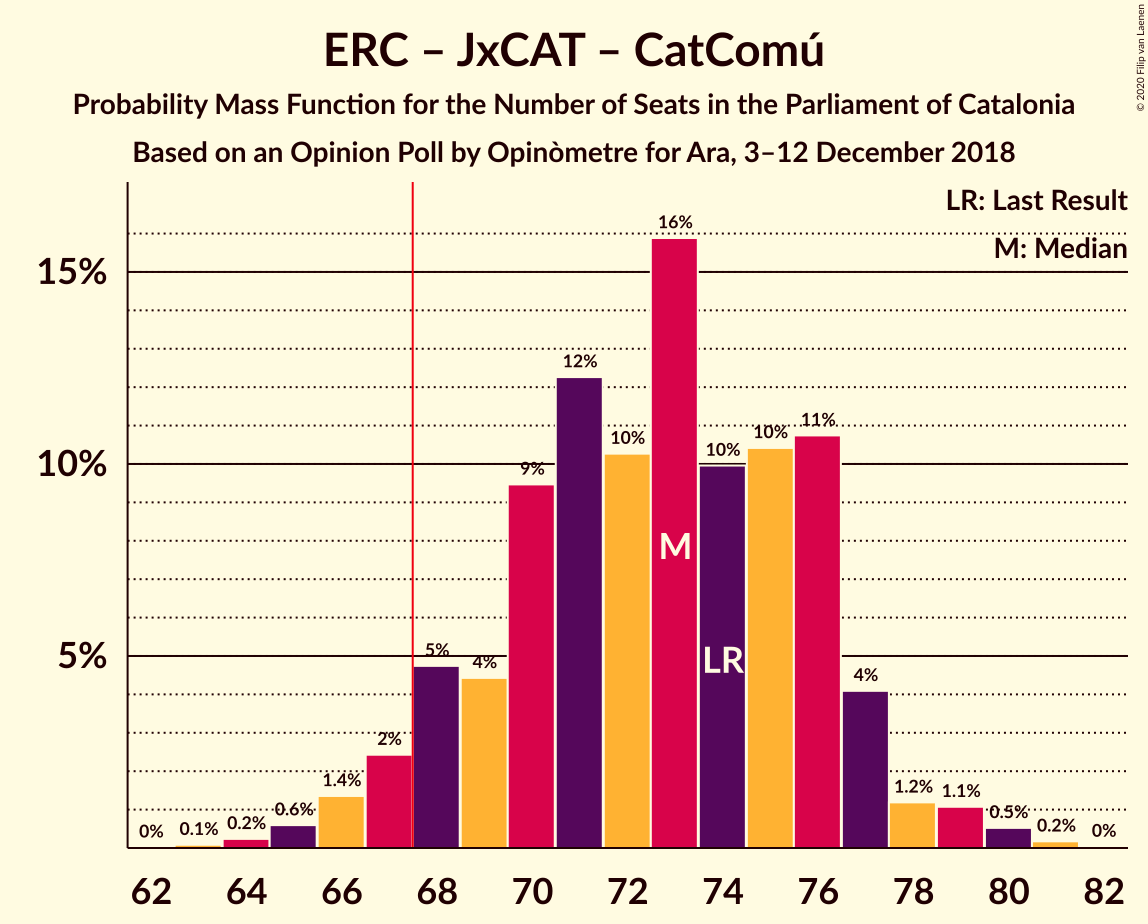 ERC – JxCAT – CatComú
Probability Mass Function for the Number of Seats in the Parliament of Catalonia
Based on an Opinion Poll by Opinòmetre for Ara, 3–12 December 2018
© 2020 Filip van Laenen
LR: Last Result
M: Median
15%
10%
5%
0%
0.1%
0.2%
0.6%
1.4%
2%
5%
4%
9%
12%
10%
16%
10%
10%
11%
4%
1.2%
1.1%
0.5%
0.2%
0%
M
LR
62 64 66 68 70 72 74 76 78 80 82